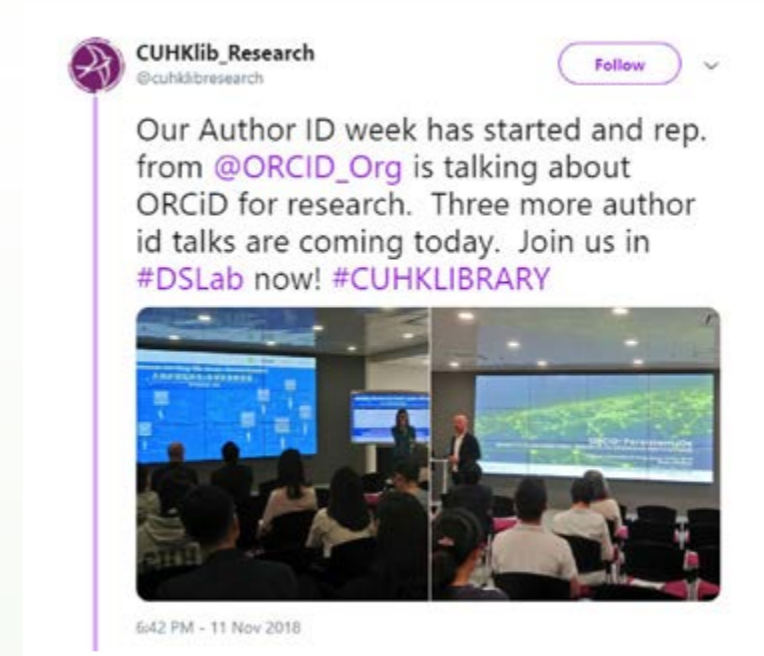 CUHKlib_Research
@cuhklibresearch
Follow
Our Author ID week has started and rep.
from @ORCID_Org is talking about
ORCiD for research. Three more author
id talks are coming today. Join us in
#DSLab now! #CUHKLIBRARY
6:42 PM - 11 Nov 2018